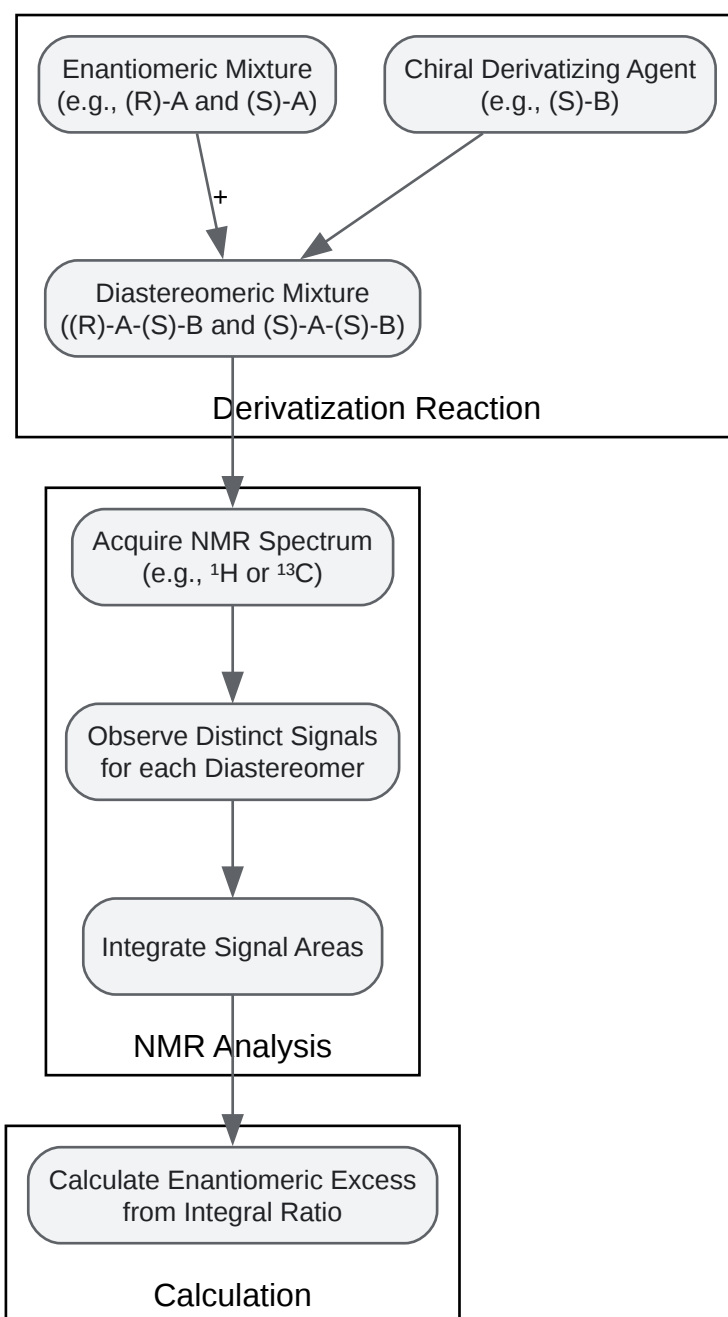 Enantiomeric Mixture
(e.g., (R)-A and (S)-A)
Chiral Derivatizing Agent
(e.g., (S)-B)
+
Diastereomeric Mixture
((R)-A-(S)-B and (S)-A-(S)-B)
Derivatization Reaction
Acquire NMR Spectrum
(e.g., ¹H or ¹³C)
Observe Distinct Signals
for each Diastereomer
Integrate Signal Areas
NMR Analysis
Calculate Enantiomeric Excess
from Integral Ratio
Calculation